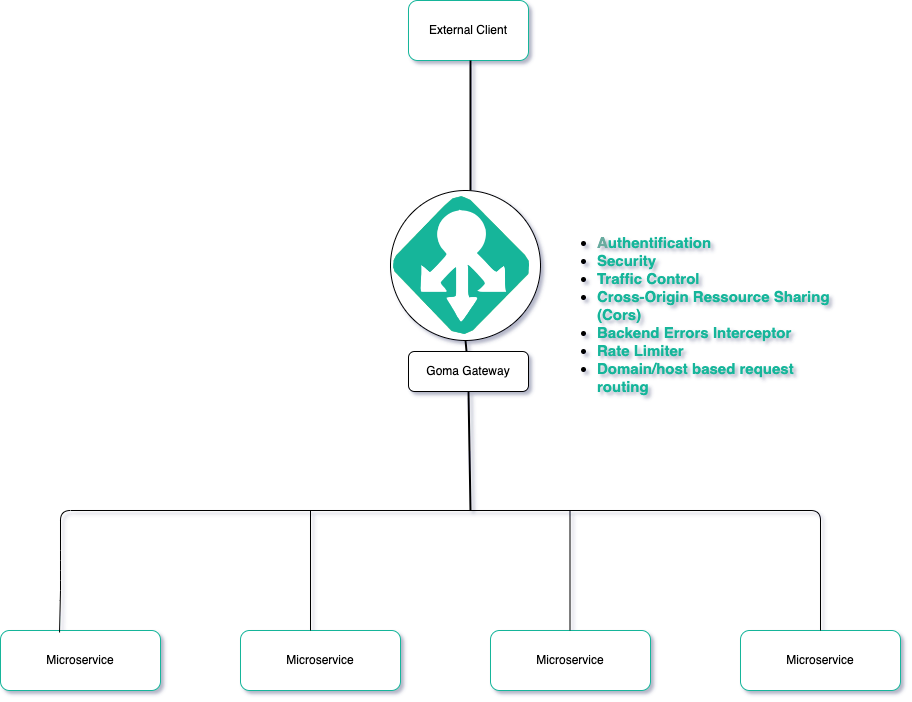 External Client
Authentification
Security
Traffic Control
Cross-Origin Ressource Sharing
(Cors)
Backend Errors Interceptor
Rate Limiter
Domain/host based request
routing
Goma Gateway
Microservice
Microservice
Microservice
Microservice